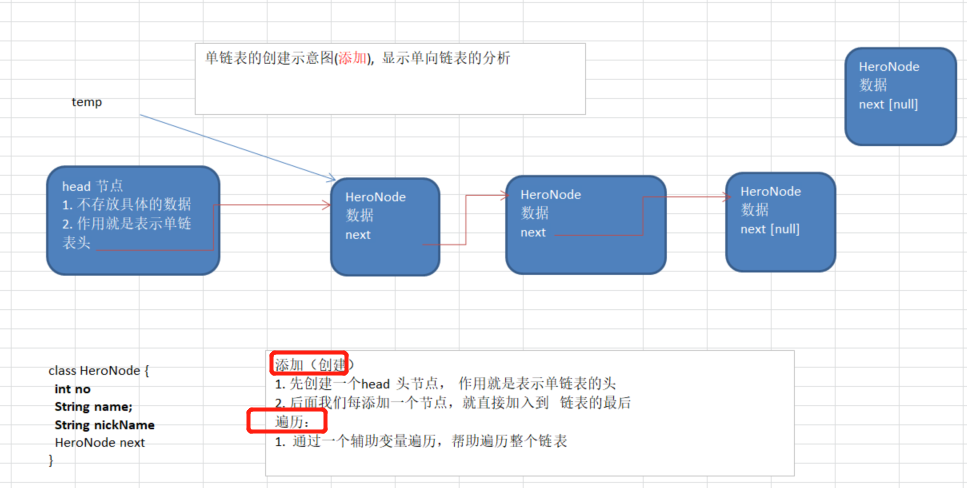 单链表的创建示意图(添加), 显示单向链表的分析
temp
HeroNode
数据
next [null]
head 节点
1. 不存放具体的数据
2. 作用就是表示单链
表头
HeroNode
数据
next
HeroNode
数据
next
HeroNode
数据
next [null]
class HeroNode {
int no
String name;
String nickName
HeroNode next
}
添加（创建）
1. 先创建一个head 头节点， 作用就是表示单链表的头
2. 后面我们每添加一个节点，就直接加入到 链表的最后
遍历：
1. 通过一个辅助变量遍历，帮助遍历整个链表